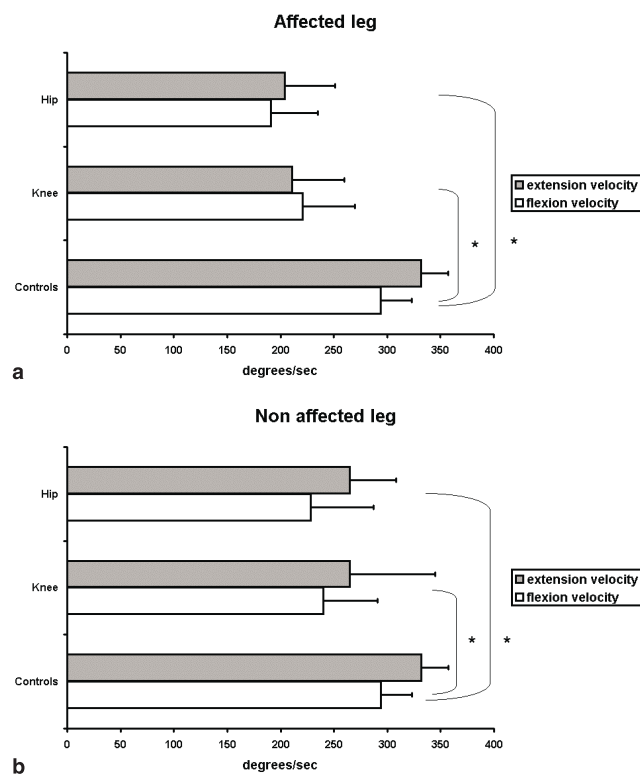 Affected leg
Hip
Knee
Controls
extension velocity
flexion velocity
* *
0 50 100 150 200 250 300 350 400
degrees/sec
a
Non affected leg
Hip
Knee
Controls
extension velocity
flexion velocity
* *
0 50 100 150 200 250 300 350 400
degrees/sec
b